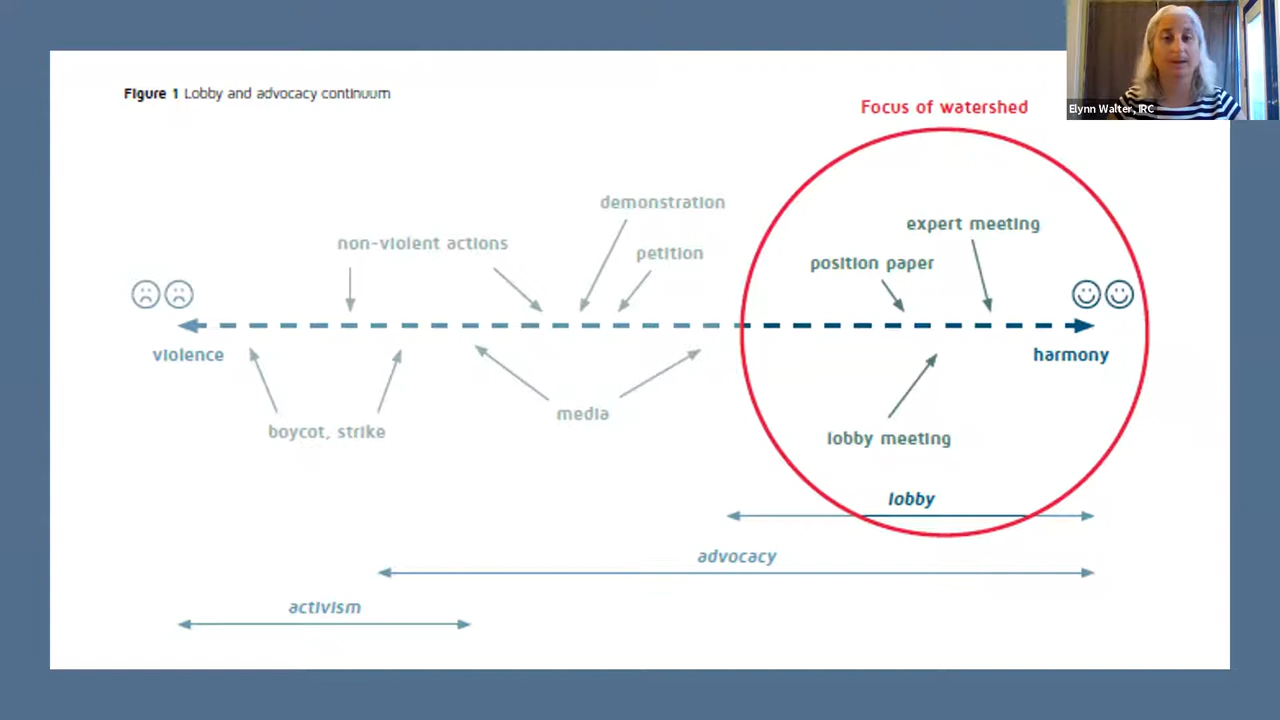 Elynn Walter, IRC
Figure 1 Lobby and advocacy continuum
Focus of watershed
demonstration
expert meeting
non-violent actions
petition
position paper
violence
harmony
media
boycot, strike
lobby meeting
lobby
advocacy
activism